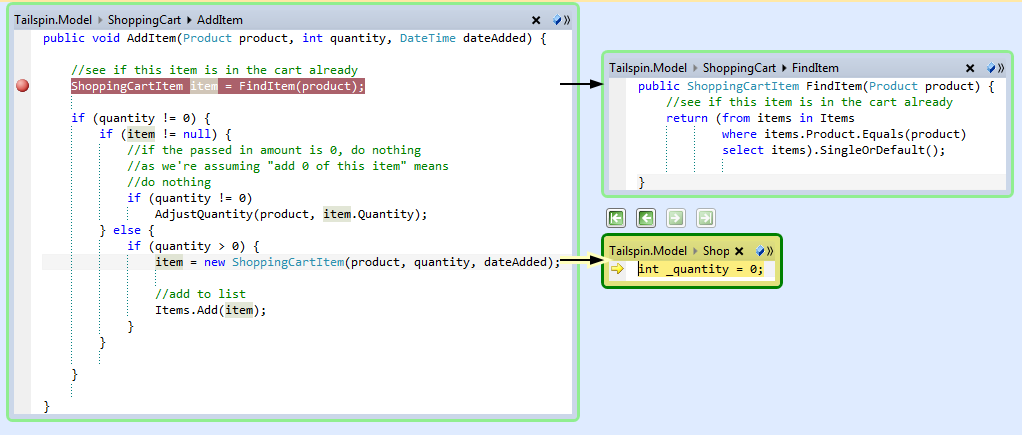 Tailspin.Model ShoppingCart AddItem
public void AddItem(Product product, int quantity, DateTime dateAdded) {
//see if this item is in the cart already
ShoppingCartItem item = FindItem(product);
if (quantity != 0) {
if (item != null) {
//if the passed in amount is 0, do nothing
//as we're assuming "add 0 of this item" means
//do nothing
if (quantity != 0)
AdjustQuantity(product, item.Quantity);
} else {
if (quantity > 0) {
item = new ShoppingCartItem(product, quantity, dateAdded);
//add to list
Items.Add(item);
}
}
}
}
Tailspin.Model ShoppingCart FindItem
public ShoppingCartItem FindItem(Product product) {
//see if this item is in the cart already
return (from items in Items
where items.Product.Equals(product)
select items).SingleOrDefault();
}
Tailspin.Model Shop
int _quantity = 0;